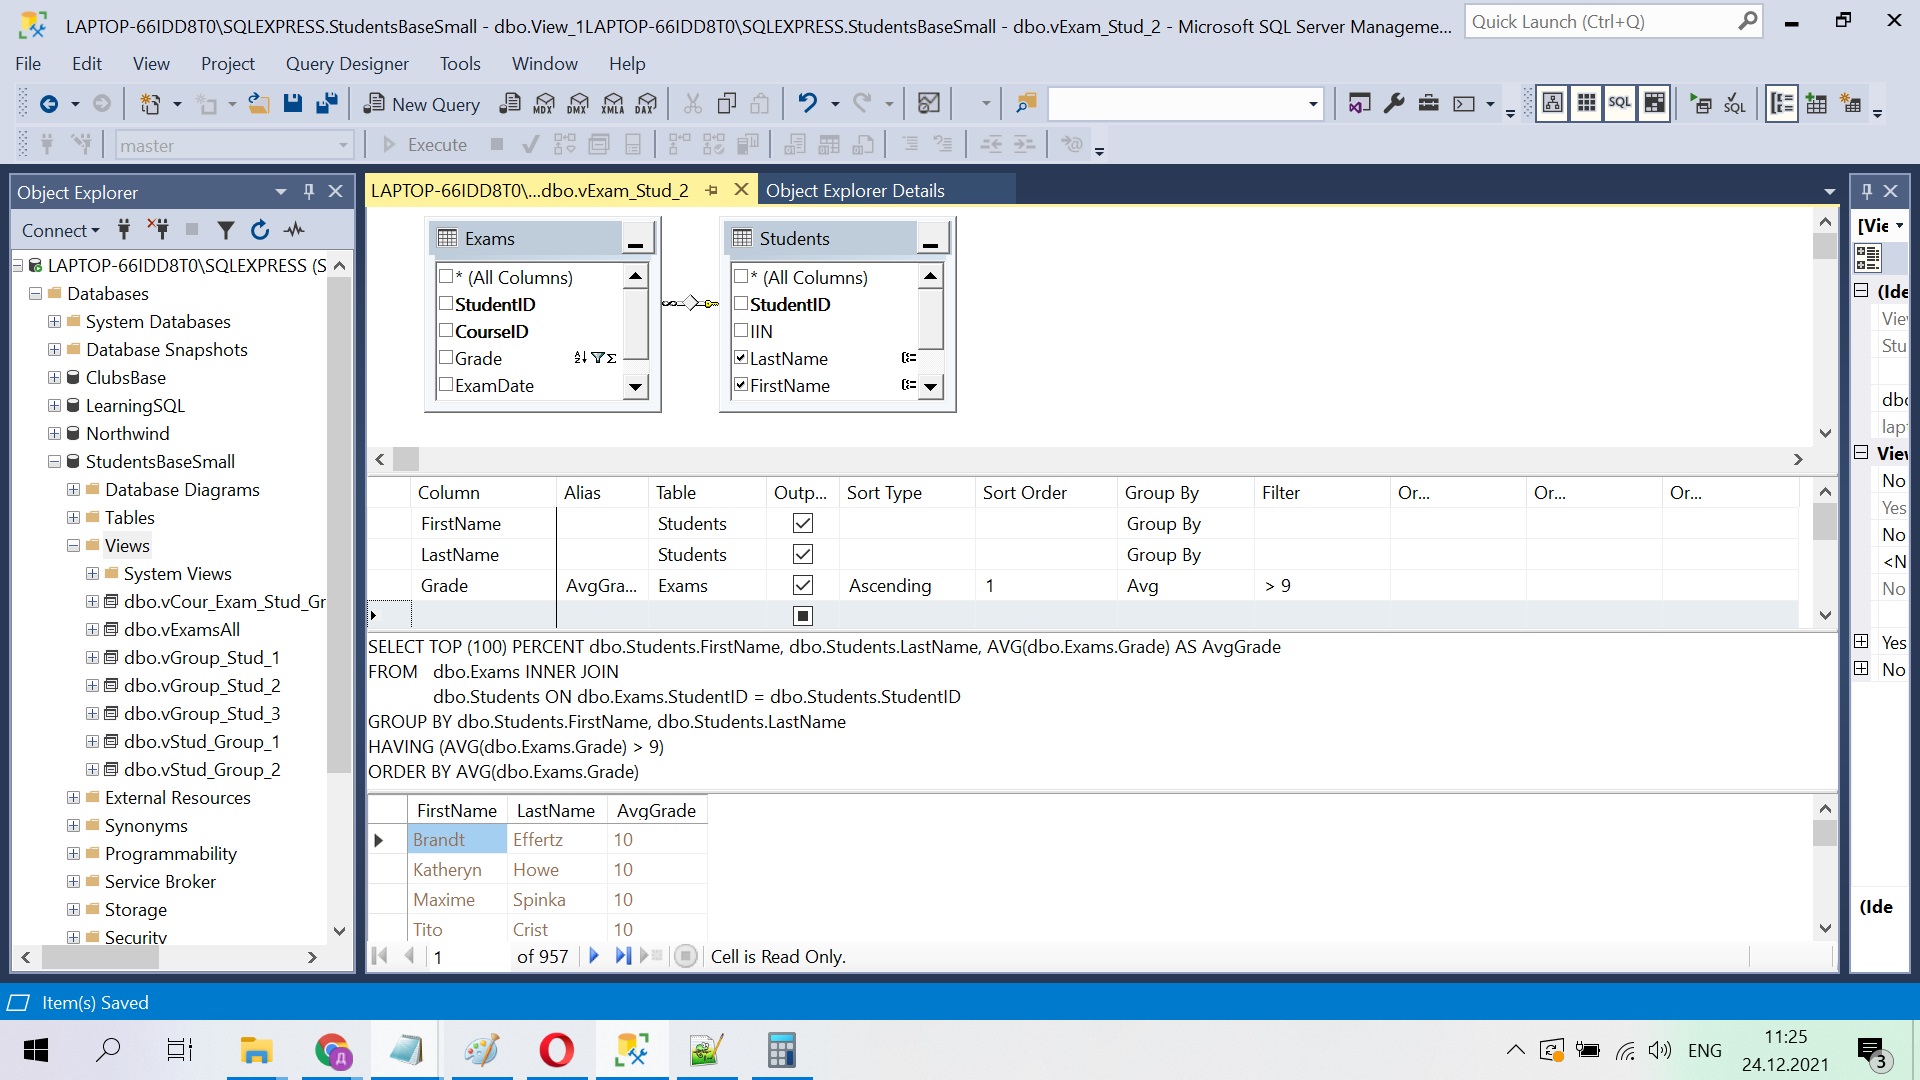 LAPTOP-66IDD8T0\SQLEXPRESS.StudentsBaseSmall - dbo.View_1LAPTOP-66IDD8T0\SQLEXPRESS.StudentsBaseSmall - dbo.vExam_Stud_2 - Microsoft SQL Server Manageme...
Quick Launch (Ctrl+Q)
File Edit View Project Query Designer Tools Window Help
New Query
MDX DMX XMLA DAX
SQL
SQL
master
Execute
Object Explorer
Connect
LAPTOP-66IDD8T0\SQLEXPRESS (S
Databases
System Databases
Database Snapshots
ClubsBase
LearningSQL
Northwind
StudentsBaseSmall
Database Diagrams
Tables
Views
System Views
dbo.vCour_Exam_Stud_Gr
dbo.vExamsAll
dbo.vGroup_Stud_1
dbo.vGroup_Stud_2
dbo.vGroup_Stud_3
dbo.vStud_Group_1
dbo.vStud_Group_2
External Resources
Synonyms
Programmability
Service Broker
Storage
Security
LAPTOP-66IDD8T0\...dbo.vExam_Stud_2
Object Explorer Details
Exams
* (All Columns)
StudentID
CourseID
Grade
ExamDate
Students
* (All Columns)
StudentID
IIN
LastName
FirstName
Column Alias Table Outp... Sort Type Sort Order Group By Filter Or... Or... Or...
FirstName Students Group By
LastName Students Group By
Grade AvgGra... Exams Ascending 1 Avg > 9
SELECT TOP (100) PERCENT dbo.Students.FirstName, dbo.Students.LastName, AVG(dbo.Exams.Grade) AS AvgGrade
FROM dbo.Exams INNER JOIN
dbo.Students ON dbo.Exams.StudentID = dbo.Students.StudentID
GROUP BY dbo.Students.FirstName, dbo.Students.LastName
HAVING (AVG(dbo.Exams.Grade) > 9)
ORDER BY AVG(dbo.Exams.Grade)
FirstName LastName AvgGrade
Brandt Effertz 10
Katheryn Howe 10
Maxime Spinka 10
Tito Crist 10
1 of 957 Cell is Read Only.
[Vie
(Ide
Vie
Stu
dbo
lap
View
No
Yes
No
<N
No
Yes
No
(Ide
Item(s) Saved
Д
ENG
11:25
24.12.2021
3